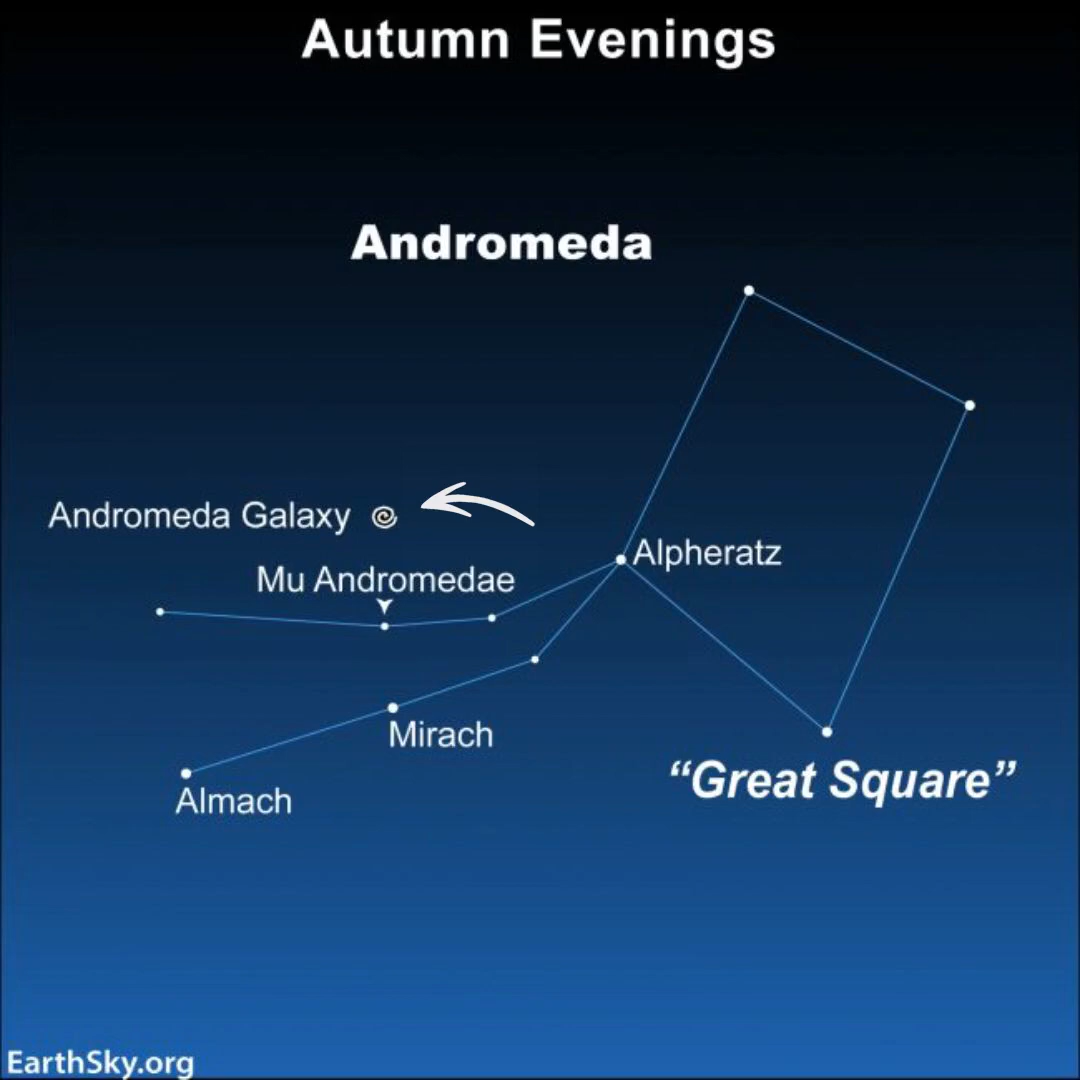 Autumn Evenings
Andromeda
Andromeda Galaxy
Alpheratz
Mu Andromedae
Mirach
“Great Square”
Almach
EarthSky.org